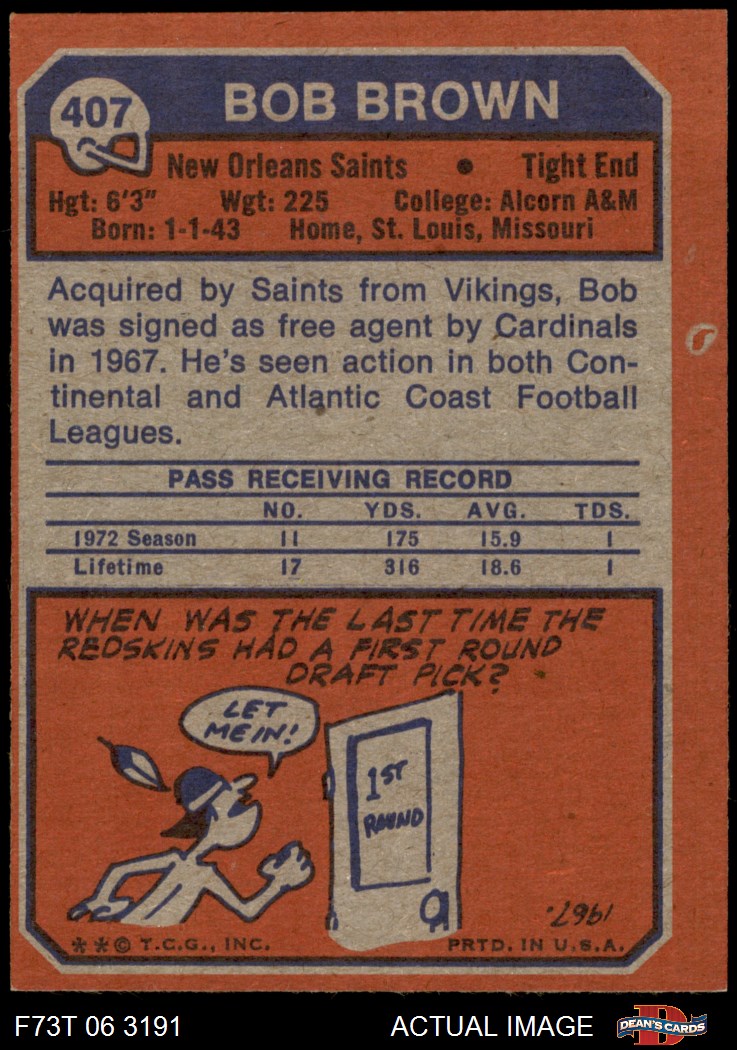 407
BOB BROWN
New Orleans Saints • Tight End
Hgt: 6'3" Wgt: 225 College: Alcorn A&M
Born: 1-1-43 Home, St. Louis, Missouri
Acquired by Saints from Vikings, Bob
was signed as free agent by Cardinals
in 1967. He's seen action in both Con-
tinental and Atlantic Coast Football
Leagues.
PASS RECEIVING RECORD
NO. YDS. AVG. TDS.
1972 Season 11 175 15.9 1
Lifetime 17 316 18.6 1
WHEN WAS THE LAST TIME THE
REDSKINS HAD A FIRST ROUND
DRAFT PICK?
LET
ME IN!
1ST
ROUND
1967.
**© T.C.G., INC. PRTD. IN U.S.A.
F73T 06 3191 ACTUAL IMAGE D DEAN'S CARDS